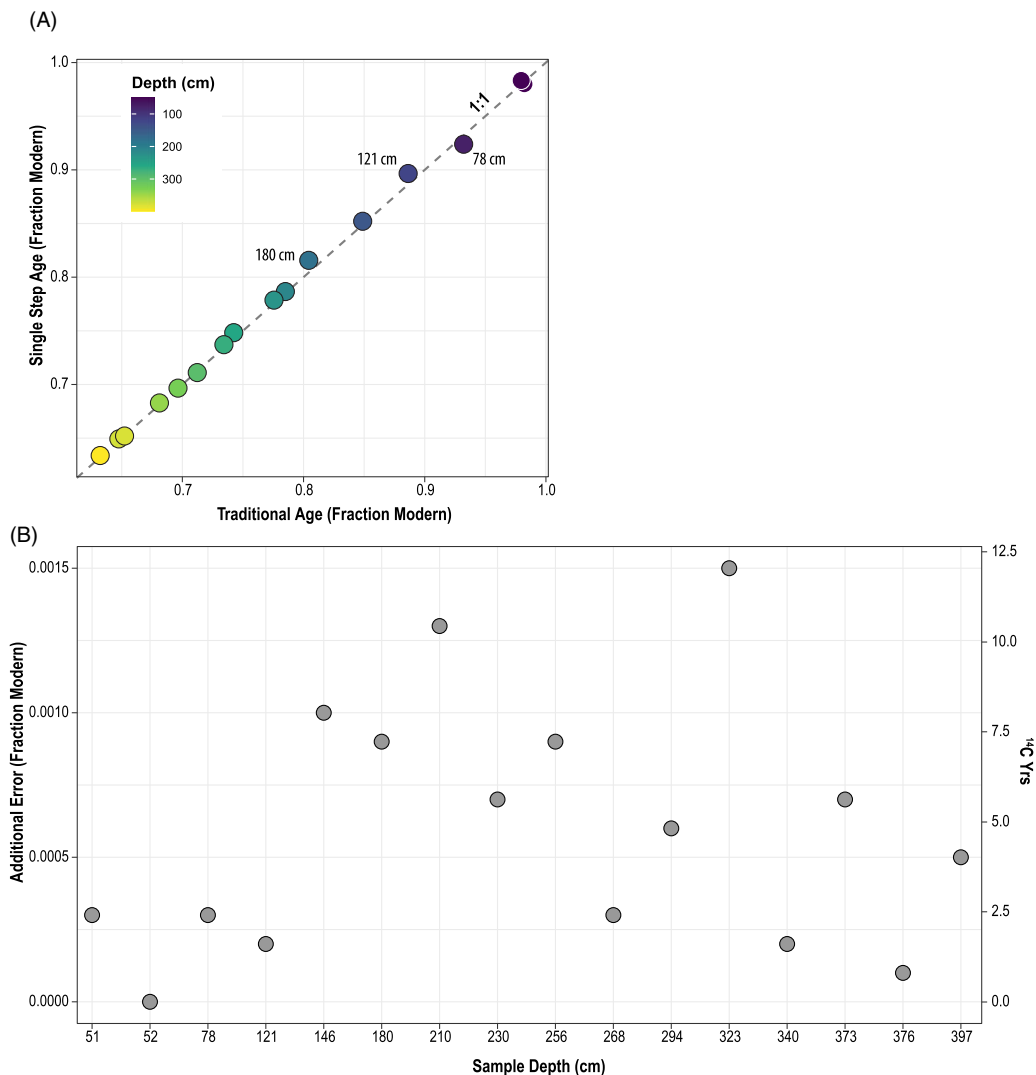 (A)
1.0
0.9
0.8
0.7
Single Step Age (Fraction Modern)
Depth (cm)
100
200
300
1:1
121 cm
78 cm
180 cm
0.7 0.8 0.9 1.0
Traditional Age (Fraction Modern)
(B)
0.0015
0.0010
0.0005
0.0000
Additional Error (Fraction Modern)
12.5
10.0
7.5
5.0
2.5
0.0
¹⁴C Yrs
51 52 78 121 146 180 210 230 256 268 294 323 340 373 376 397
Sample Depth (cm)